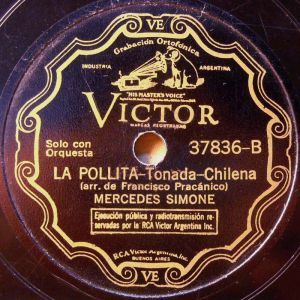 VE
Grabación Ortofónica
INDUSTRIA
ARGENTINA
"HIS MASTER'S VOICE"
VICTOR
MARCAS REGISTRADAS
Solo con
Orquesta
37836-B
LA POLLITA-Tonada-Chilena
(arr. de Francisco Pracánico)
MERCEDES SIMONE
Ejecución pública y radiotransmisión re-
servadas por la RCA Victor Argentina Inc.
RCA Victor Argentina, Inc.
BUENOS AIRES
VE